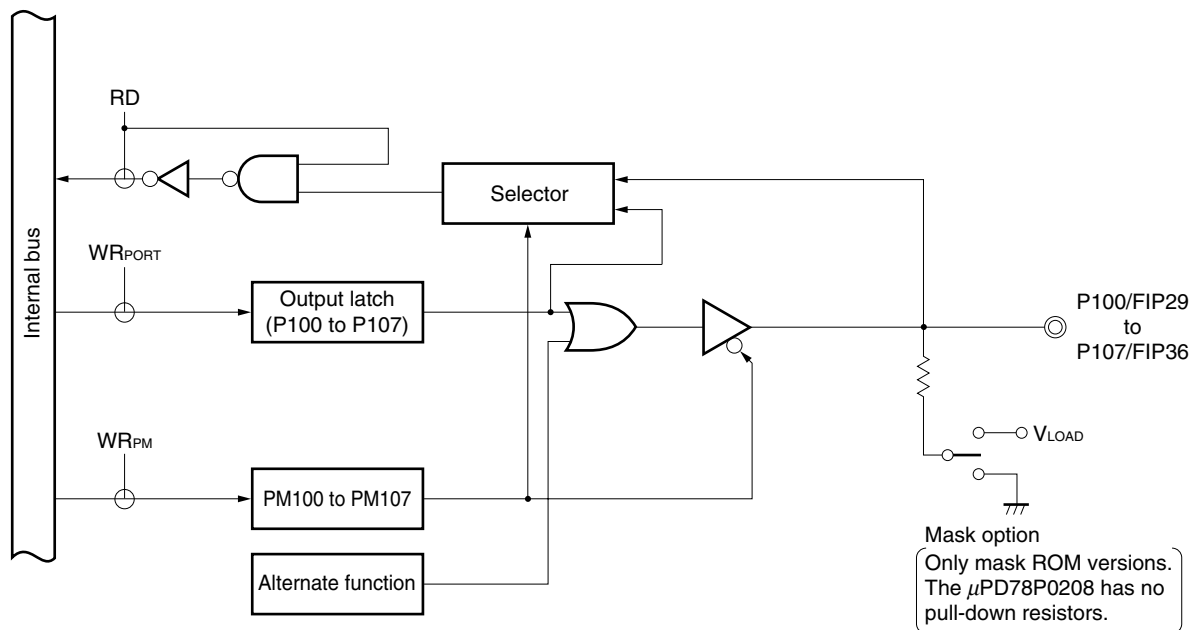 RD
Selector
Internal bus
WRPORT
Output latch
(P100 to P107)
P100/FIP29
to
P107/FIP36
WRPM
VLOAD
PM100 to PM107
Mask option
Only mask ROM versions.
The μPD78P0208 has no
pull-down resistors.
Alternate function